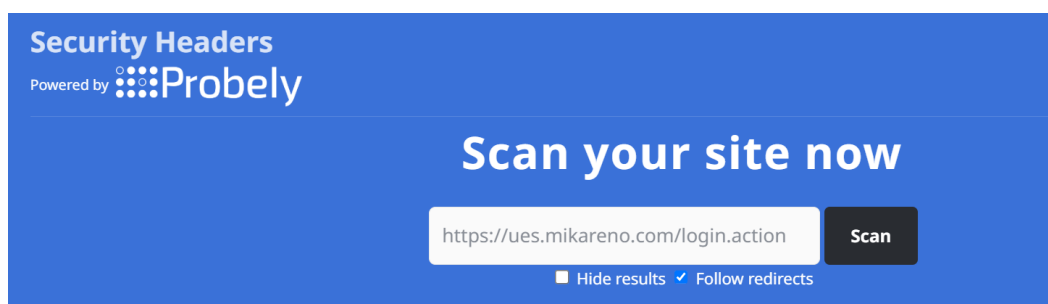 Security Headers
Powered by Probely
Scan your site now
https://ues.mikareno.com/login.action Scan
Hide results Follow redirects